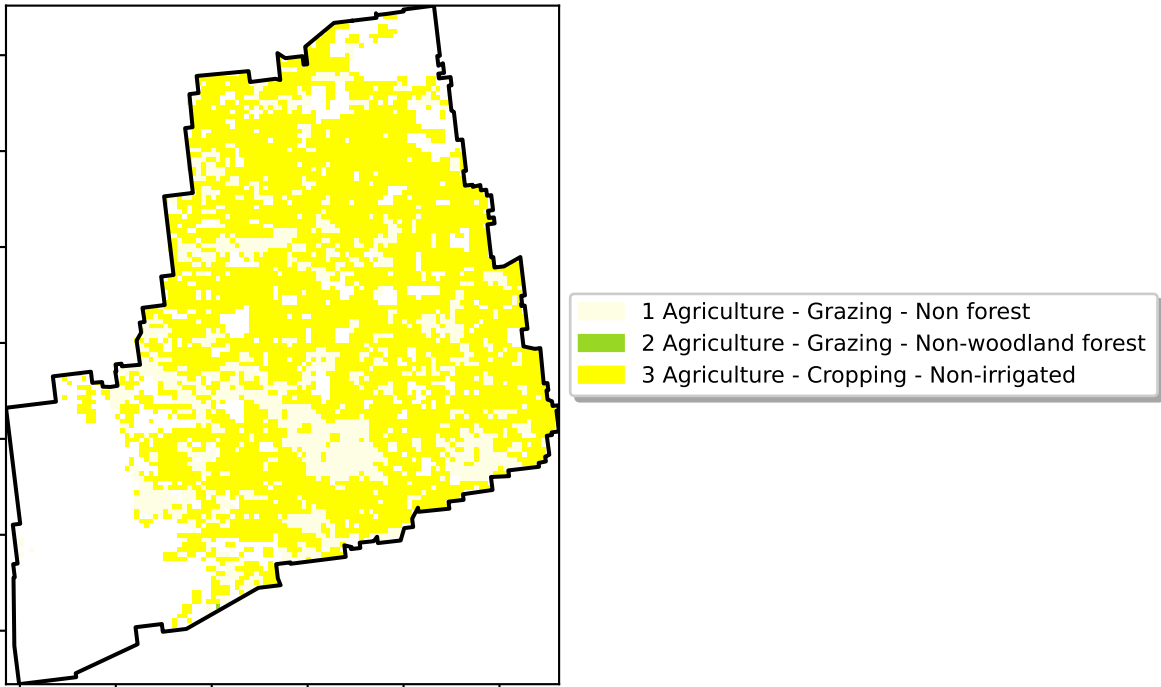 1 Agriculture - Grazing - Non forest
2 Agriculture - Grazing - Non-woodland forest
3 Agriculture - Cropping - Non-irrigated